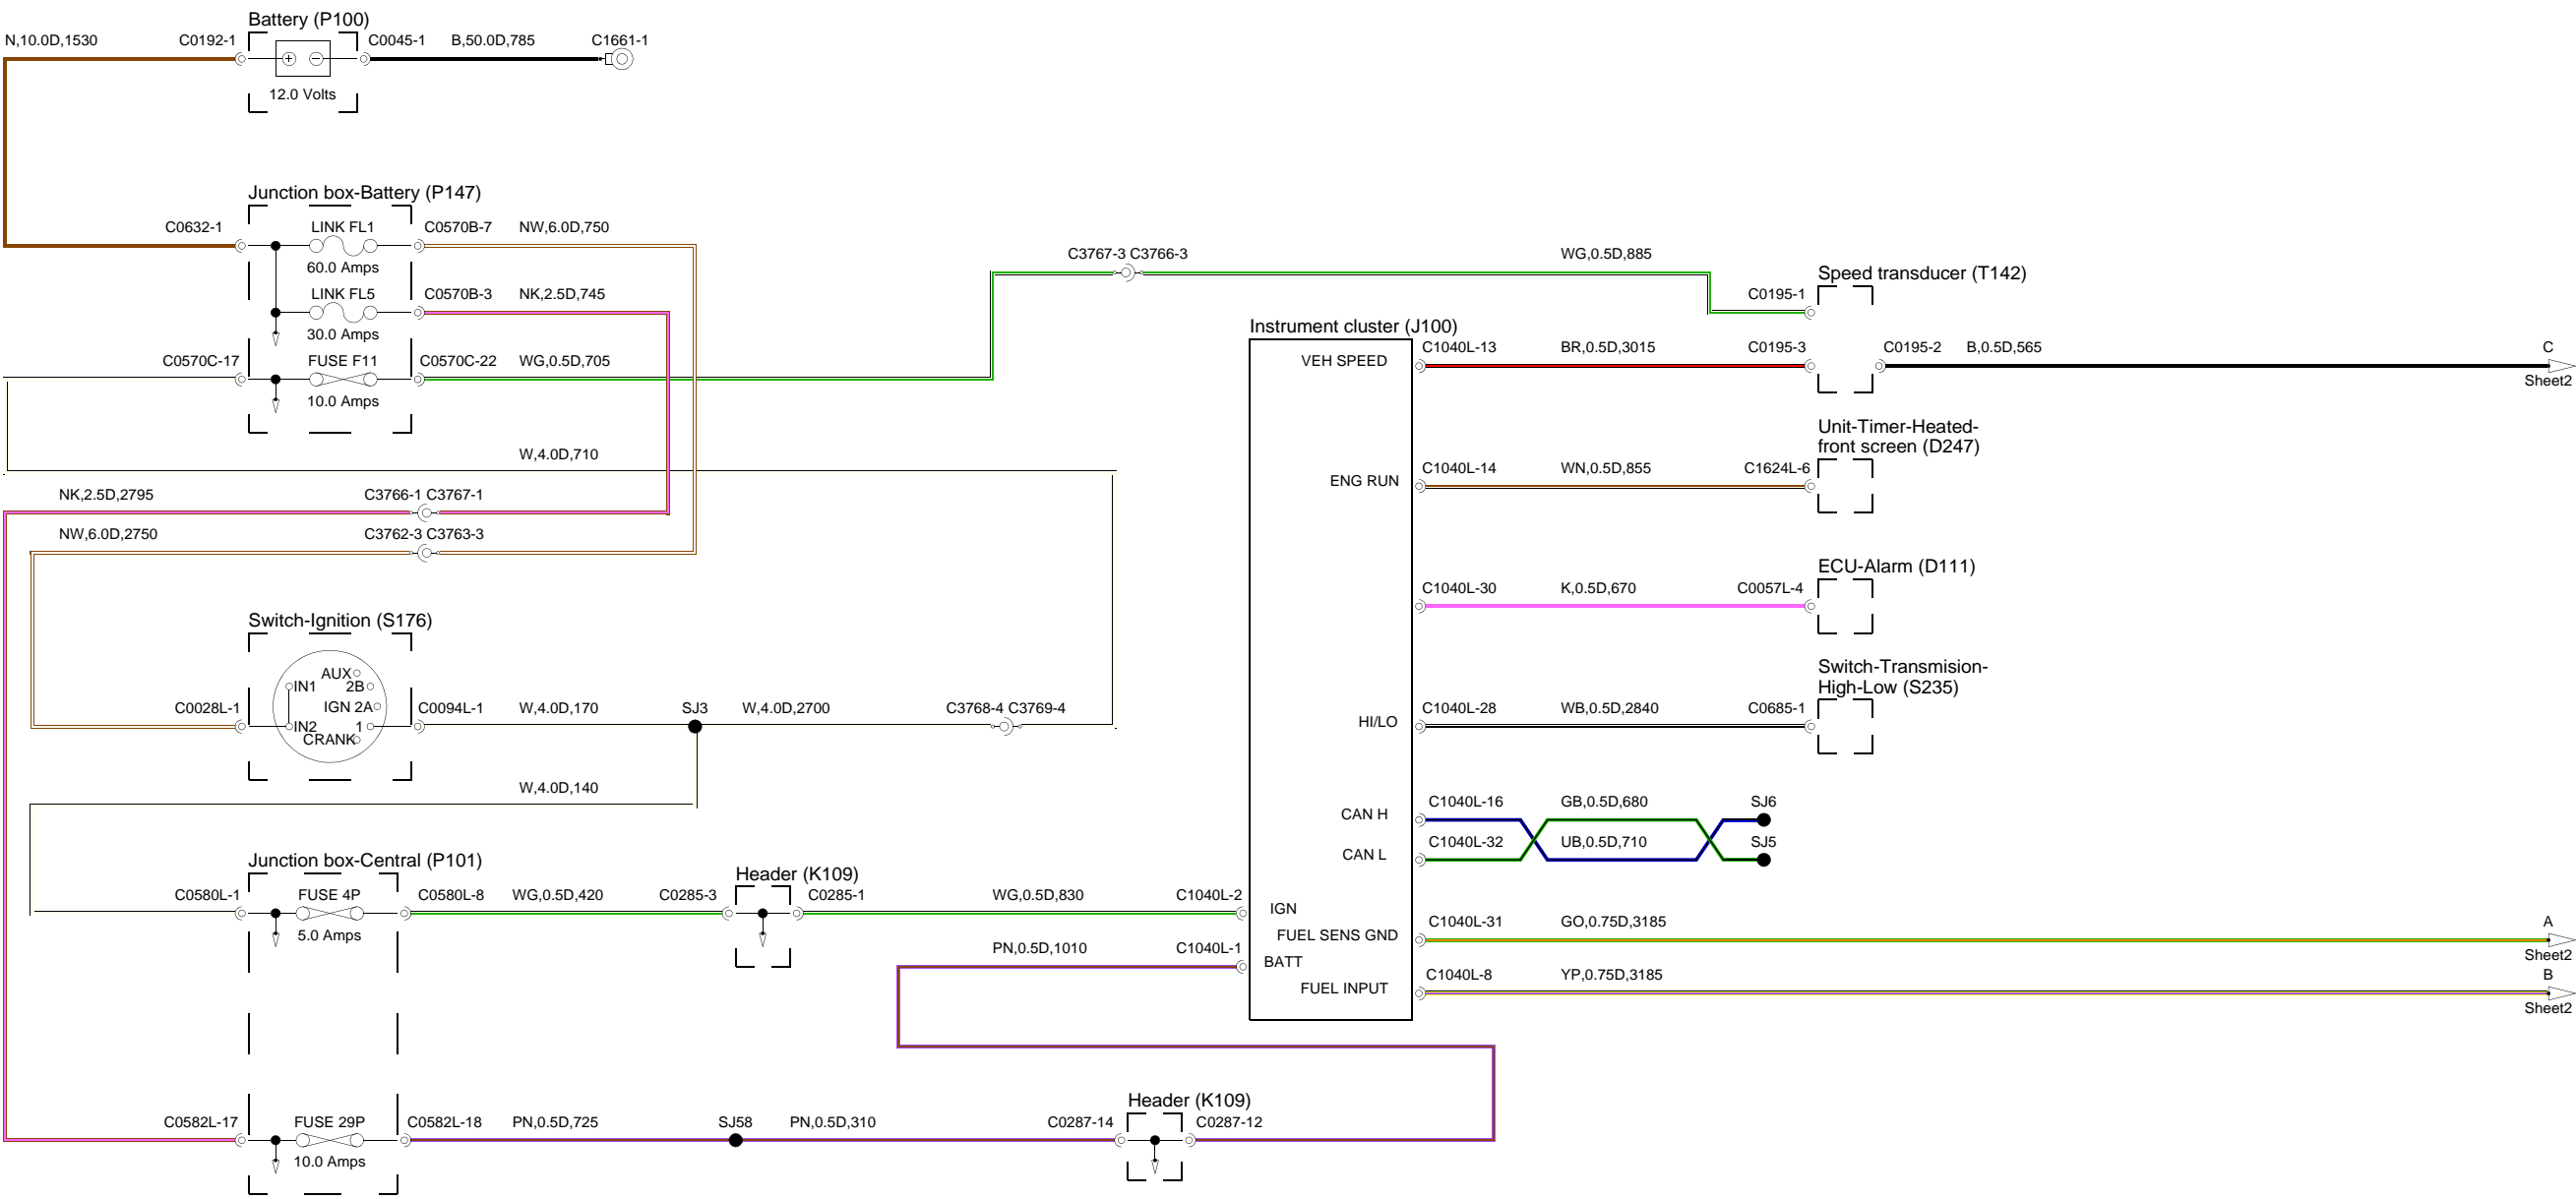 Battery (P100)
N,10.0D,1530
C0192-1
C0045-1
B,50.0D,785
C1661-1
12.0 Volts
Junction box-Battery (P147)
C0632-1
LINK FL1
C0570B-7
NW,6.0D,750
60.0 Amps
LINK FL5
C0570B-3
NK,2.5D,745
30.0 Amps
C0570C-17
FUSE F11
C0570C-22
WG,0.5D,705
10.0 Amps
C3767-3 C3766-3
WG,0.5D,885
Speed transducer (T142)
C0195-1
Instrument cluster (J100)
VEH SPEED
C1040L-13
BR,0.5D,3015
C0195-3
C0195-2
B,0.5D,565
C
Sheet2
Unit-Timer-Heated-
front screen (D247)
W,4.0D,710
ENG RUN
C1040L-14
WN,0.5D,855
C1624L-6
NK,2.5D,2795
C3766-1 C3767-1
NW,6.0D,2750
C3762-3 C3763-3
ECU-Alarm (D111)
C1040L-30
K,0.5D,670
C0057L-4
Switch-Ignition (S176)
AUX
IN1
2B
IGN 2A
IN2
1
CRANK
C0028L-1
C0094L-1
W,4.0D,170
SJ3
W,4.0D,2700
C3768-4 C3769-4
Switch-Transmision-
High-Low (S235)
HI/LO
C1040L-28
WB,0.5D,2840
C0685-1
W,4.0D,140
CAN H
C1040L-16
GB,0.5D,680
SJ6
CAN L
C1040L-32
UB,0.5D,710
SJ5
Junction box-Central (P101)
C0580L-1
FUSE 4P
C0580L-8
WG,0.5D,420
C0285-3
Header (K109)
C0285-1
WG,0.5D,830
C1040L-2
IGN
5.0 Amps
FUEL SENS GND
C1040L-31
GO,0.75D,3185
A
Sheet2
PN,0.5D,1010
C1040L-1
BATT
FUEL INPUT
C1040L-8
YP,0.75D,3185
B
Sheet2
C0582L-17
FUSE 29P
C0582L-18
PN,0.5D,725
SJ58
PN,0.5D,310
C0287-14
Header (K109)
C0287-12
10.0 Amps